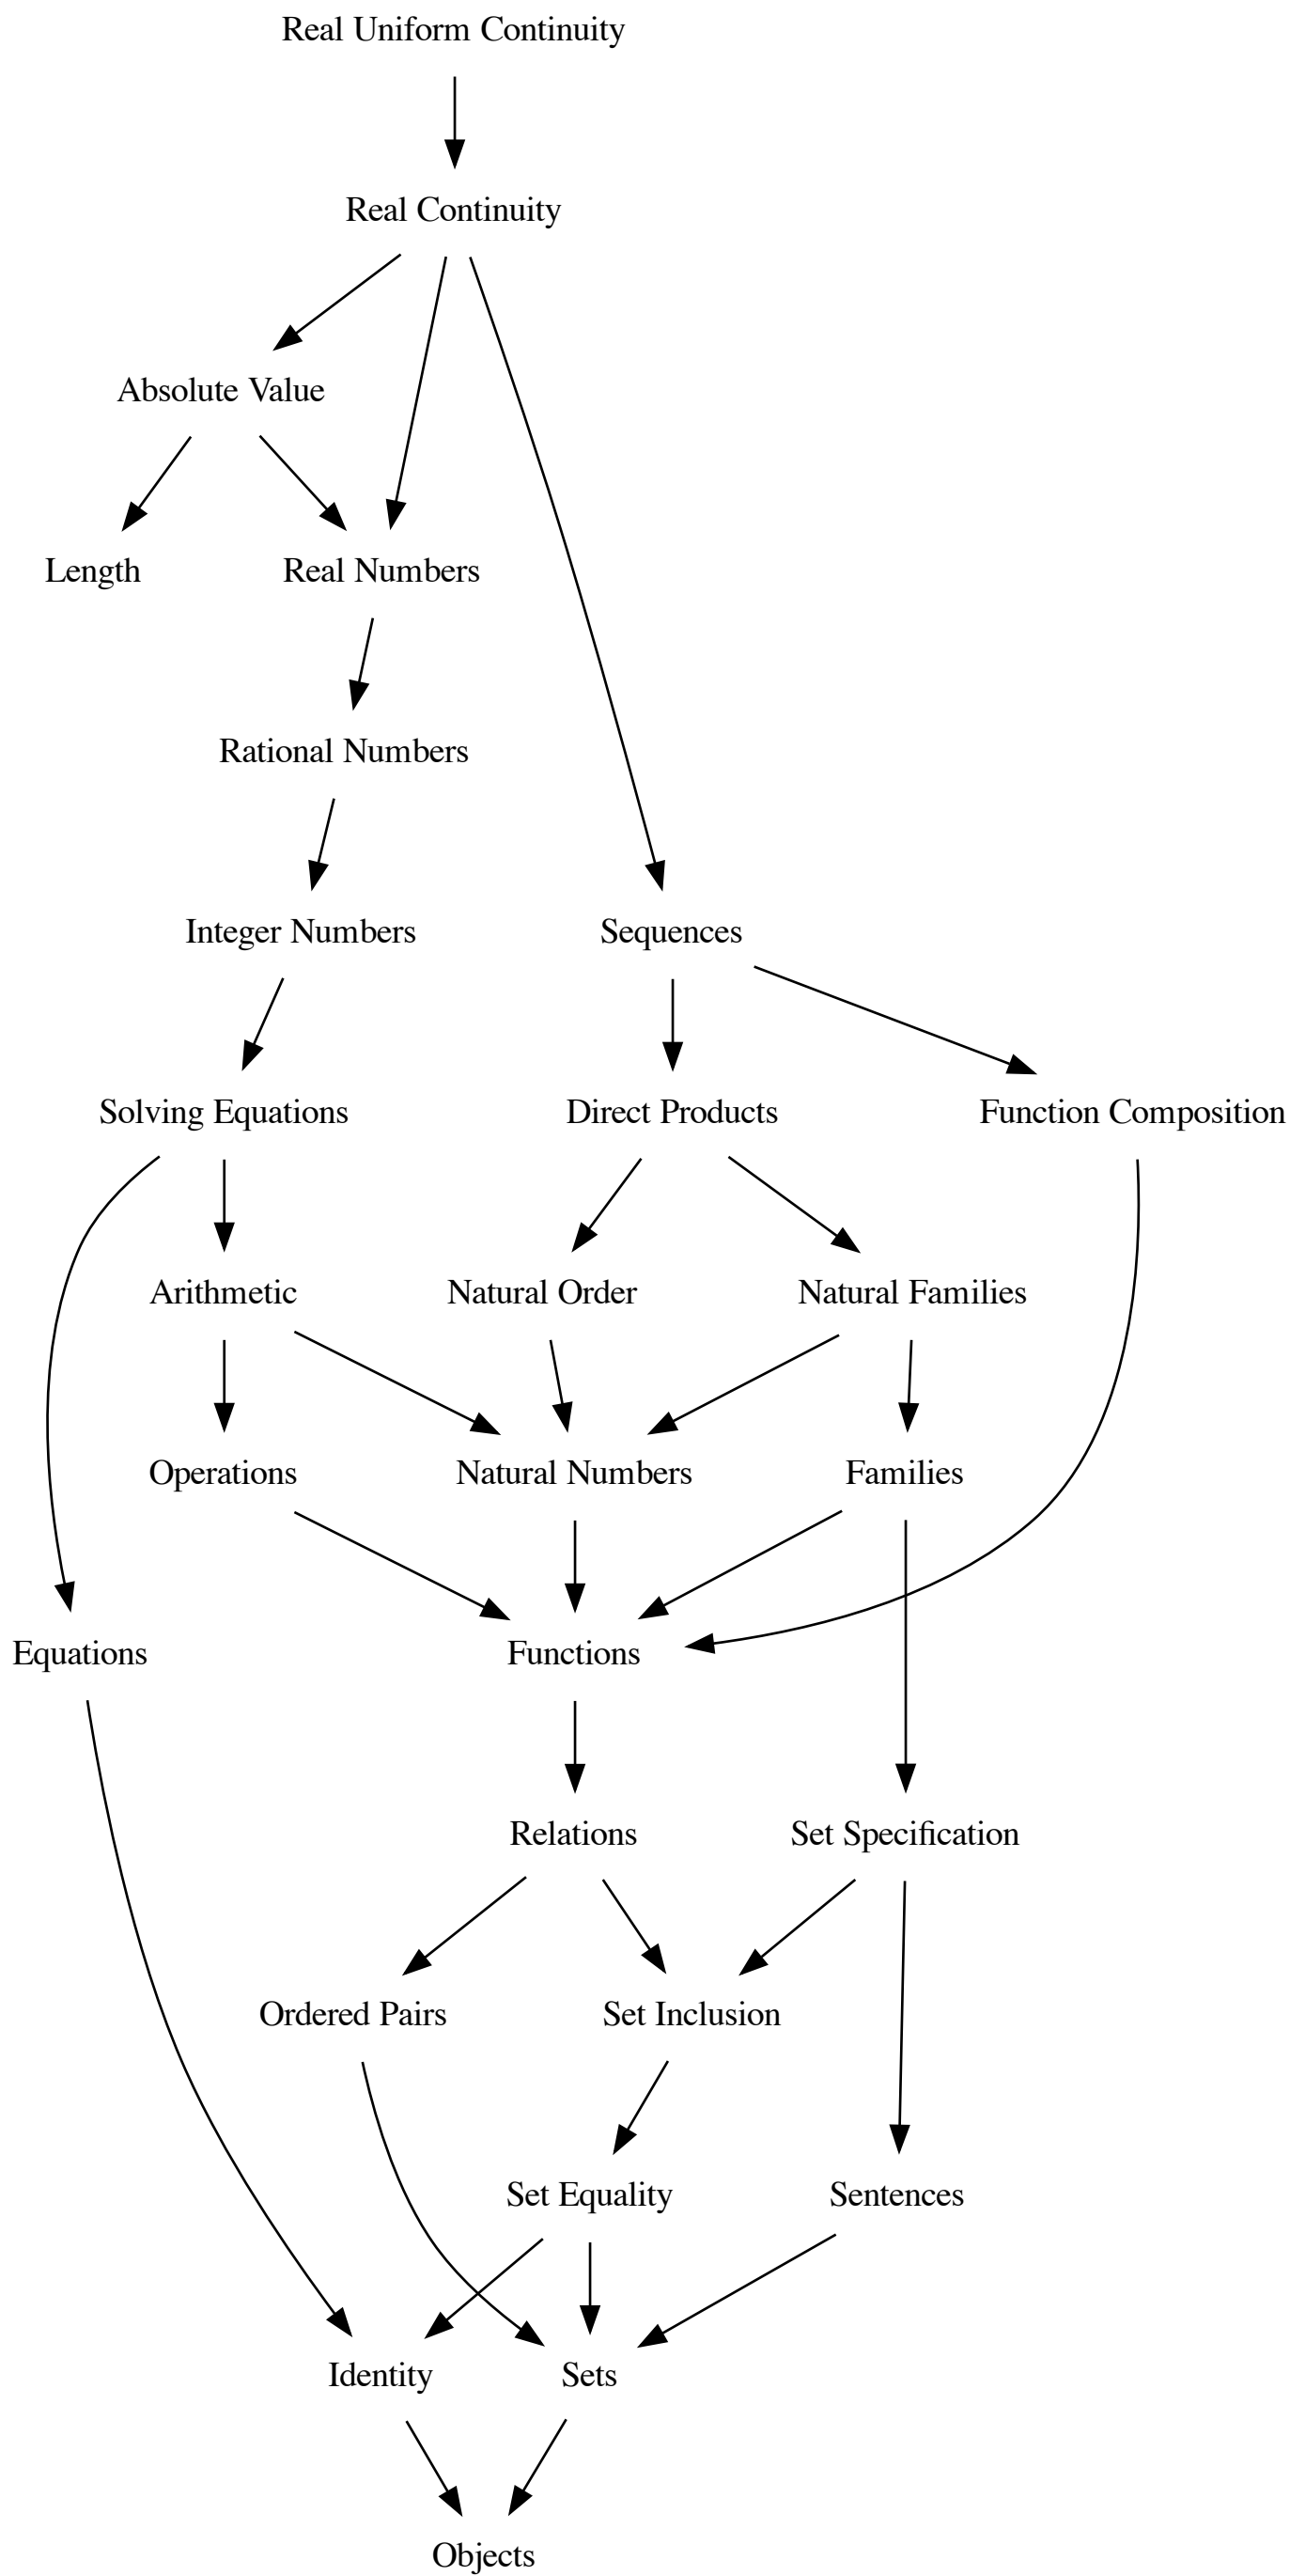 Real Uniform Continuity
Real Continuity
Absolute Value
Length
Real Numbers
Rational Numbers
Integer Numbers
Sequences
Solving Equations
Direct Products
Function Composition
Arithmetic
Natural Order
Natural Families
Operations
Natural Numbers
Families
Equations
Functions
Relations
Set Specification
Ordered Pairs
Set Inclusion
Set Equality
Sentences
Identity
Sets
Objects